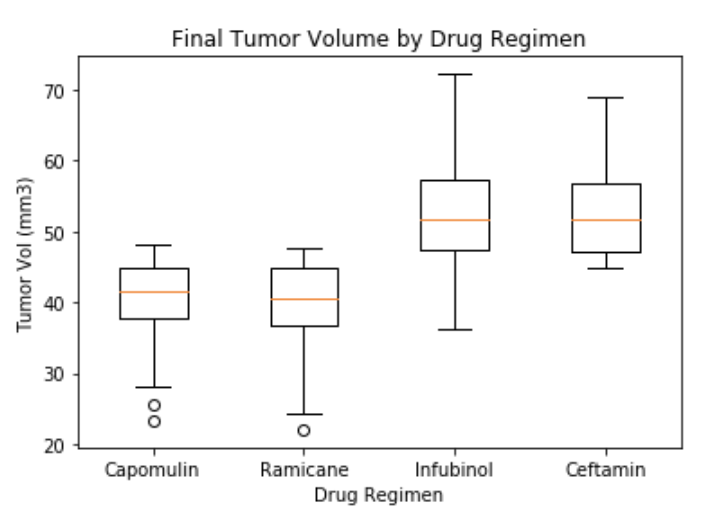 Final Tumor Volume by Drug Regimen
Tumor Vol (mm3)
70
60
50
40
30
20
Capomulin Ramicane Infubinol Ceftamin
Drug Regimen